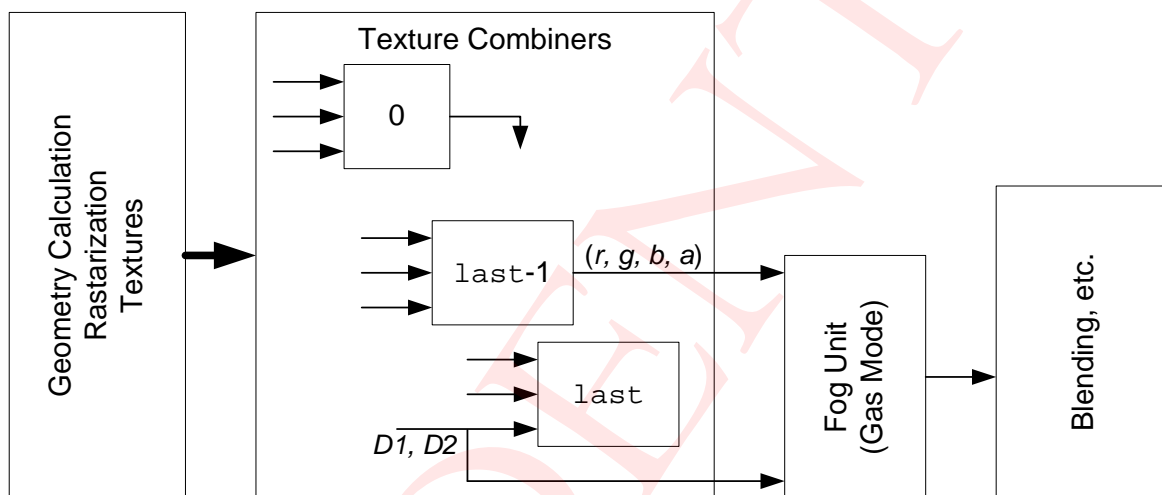 Geometry Calculation
Rastarization
Textures
Texture Combiners
0
last-1
(r, g, b, a)
last
D1, D2
Fog Unit
(Gas Mode)
Blending, etc.